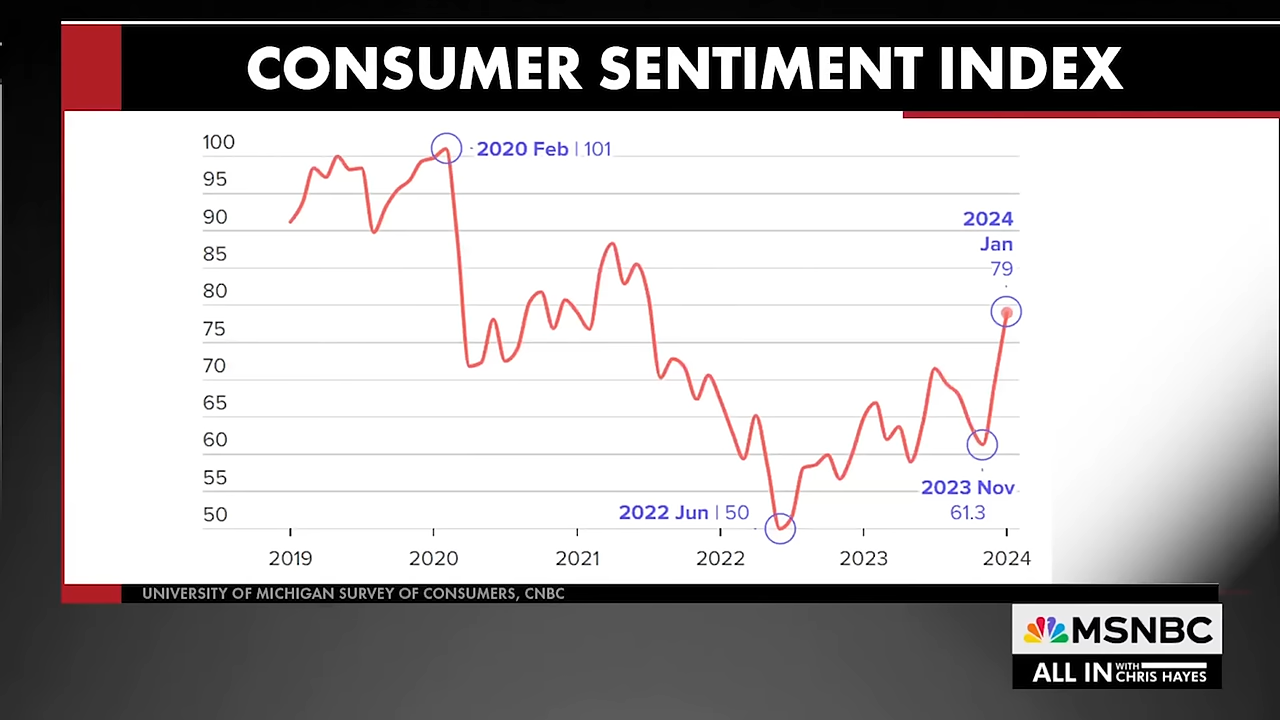 CONSUMER SENTIMENT INDEX
100
2020 Feb | 101
95
90
2024
Jan
79
85
80
75
70
65
60
55
2023 Nov
61.3
50
2022 Jun | 50
2019 2020 2021 2022 2023 2024
UNIVERSITY OF MICHIGAN SURVEY OF CONSUMERS, CNBC
MSNBC
ALL IN WITH CHRIS HAYES